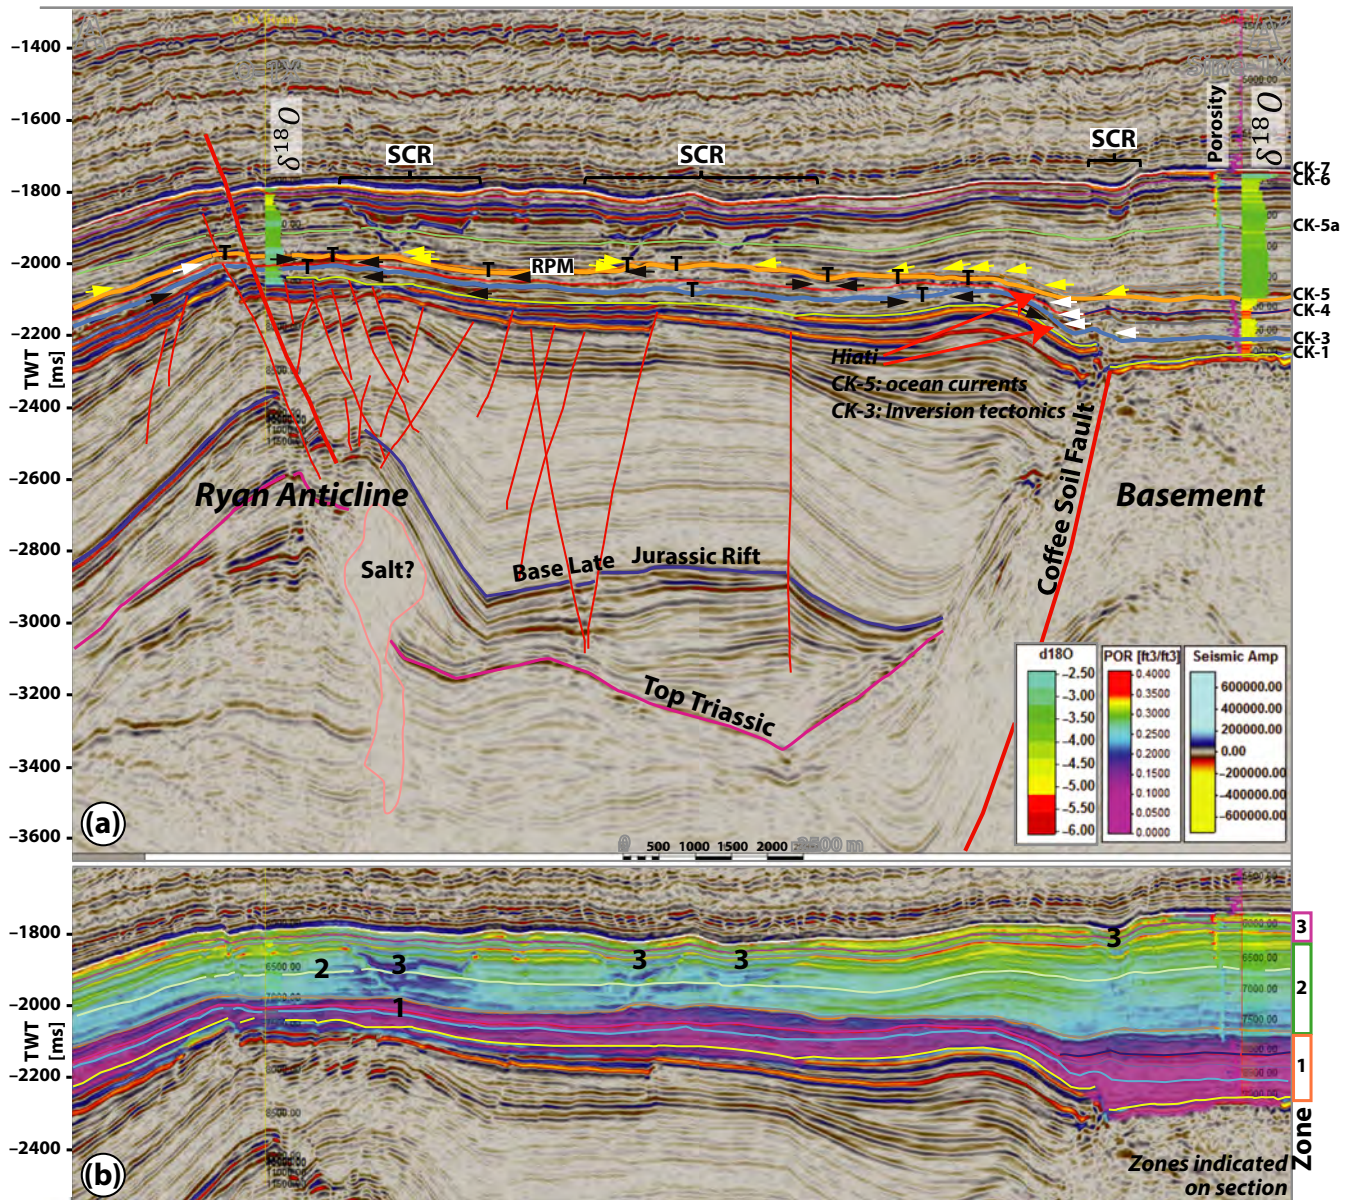 δ18O
Porosity
δ18O
SCR
SCR
SCR
CK-7
CK-6
CK-5a
CK-5
CK-4
CK-3
CK-1
−1400
−1600
−1800
−2000
−2200
−2400
−2600
−2800
−3000
−3200
−3400
−3600
TWT
[ms]
T
T
T
T
T
T
T
T
T
T
T
RPM
Hiati
CK-5: ocean currents
CK-3: Inversion tectonics
Ryan Anticline
Coffee Soil Fault
Basement
Salt?
Base Late
Jurassic Rift
Top Triassic
d18O
−2.50
−3.00
−3.50
−4.00
−4.50
−5.00
−5.50
−6.00
POR [ft3/ft3]
0.4000
0.3500
0.3000
0.2500
0.2000
0.1500
0.1000
0.0500
0.0000
Seismic Amp
600000.00
400000.00
200000.00
0.00
−200000.00
−400000.00
−600000.00
(a)
0 500 1000 1500 2000 2500 m
−1800
−2000
−2200
−2400
TWT
[ms]
2
3
1
3
3
3
3
2
1
Zone
Zones indicated
on section
(b)